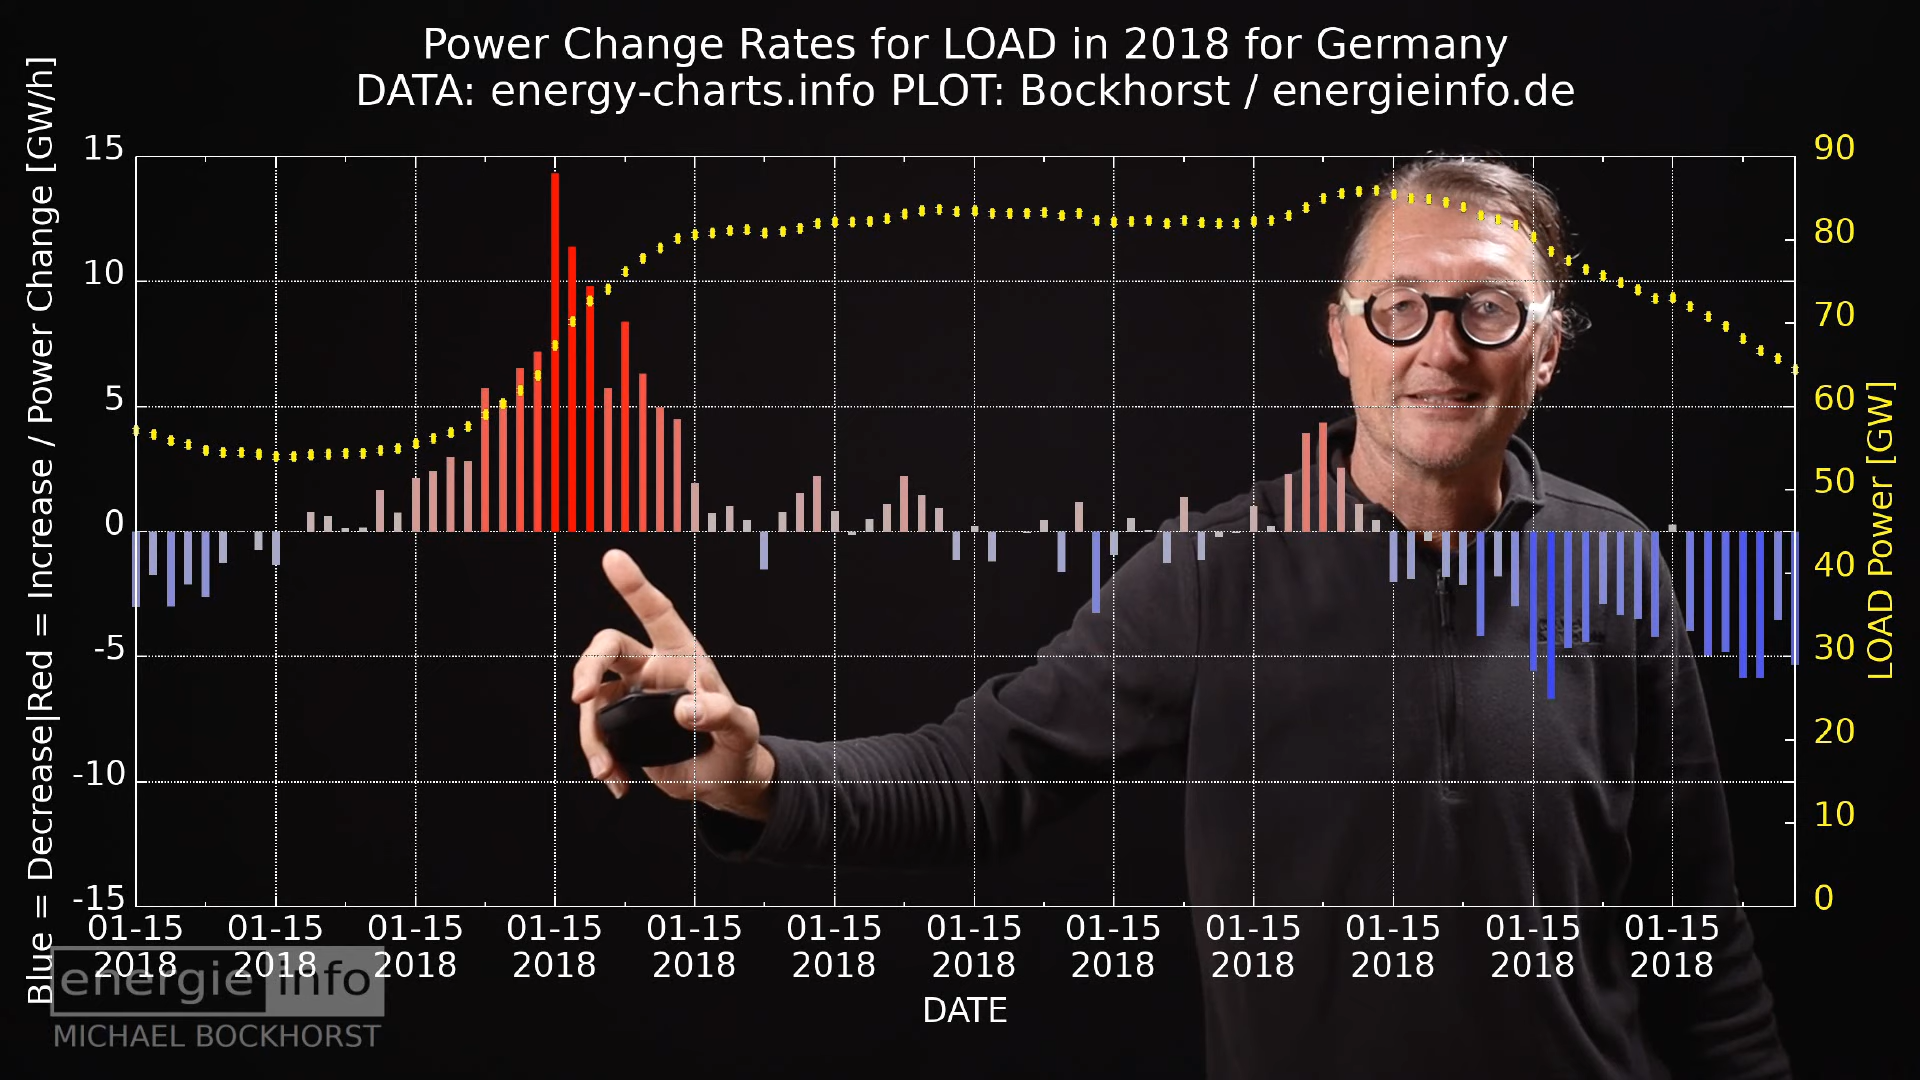 Power Change Rates for LOAD in 2018 for Germany
DATA: energy-charts.info PLOT: Bockhorst / energieinfo.de
Blue = Decrease|Red = Increase / Power Change [GW/h]
15
10
5
0
-5
-10
-15
90
80
70
60
50
40
30
20
10
0
LOAD Power [GW]
01-15 01-15 01-15 01-15 01-15 01-15 01-15 01-15 01-15 01-15 01-15 01-15
2018 2018 2018 2018 2018 2018 2018 2018 2018 2018 2018 2018
DATE
energie info
MICHAEL BOCKHORST